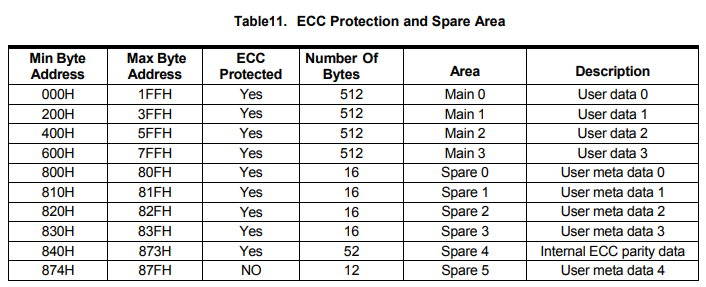 Table11. ECC Protection and Spare Area
Min Byte Address Max Byte Address ECC Protected Number Of Bytes Area Description
000H 1FFH Yes 512 Main 0 User data 0
200H 3FFH Yes 512 Main 1 User data 1
400H 5FFH Yes 512 Main 2 User data 2
600H 7FFH Yes 512 Main 3 User data 3
800H 80FH Yes 16 Spare 0 User meta data 0
810H 81FH Yes 16 Spare 1 User meta data 1
820H 82FH Yes 16 Spare 2 User meta data 2
830H 83FH Yes 16 Spare 3 User meta data 3
840H 873H Yes 52 Spare 4 Internal ECC parity data
874H 87FH NO 12 Spare 5 User meta data 4